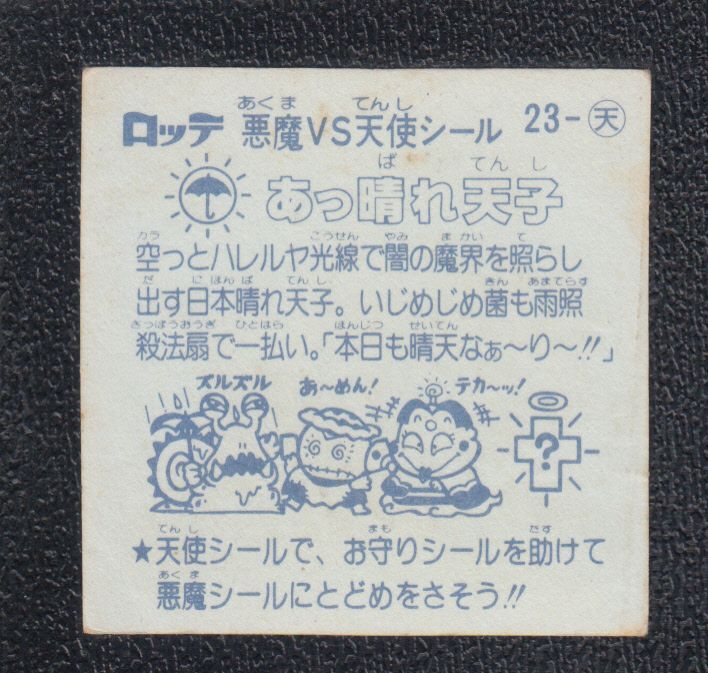 ロッテ 悪魔VS天使シール 23-天
あっ晴れ天子
空っとハレルヤ光線で闇の魔界を照らし
出す日本晴れ天子。いじめじめ菌も雨照
殺法扇で一払い。「本日も晴天なぁ〜り〜!!」
ズルズル あ〜めん! テカ〜ッ!
?
★天使シールで、お守りシールを助けて
悪魔シールにとどめをさそう!!